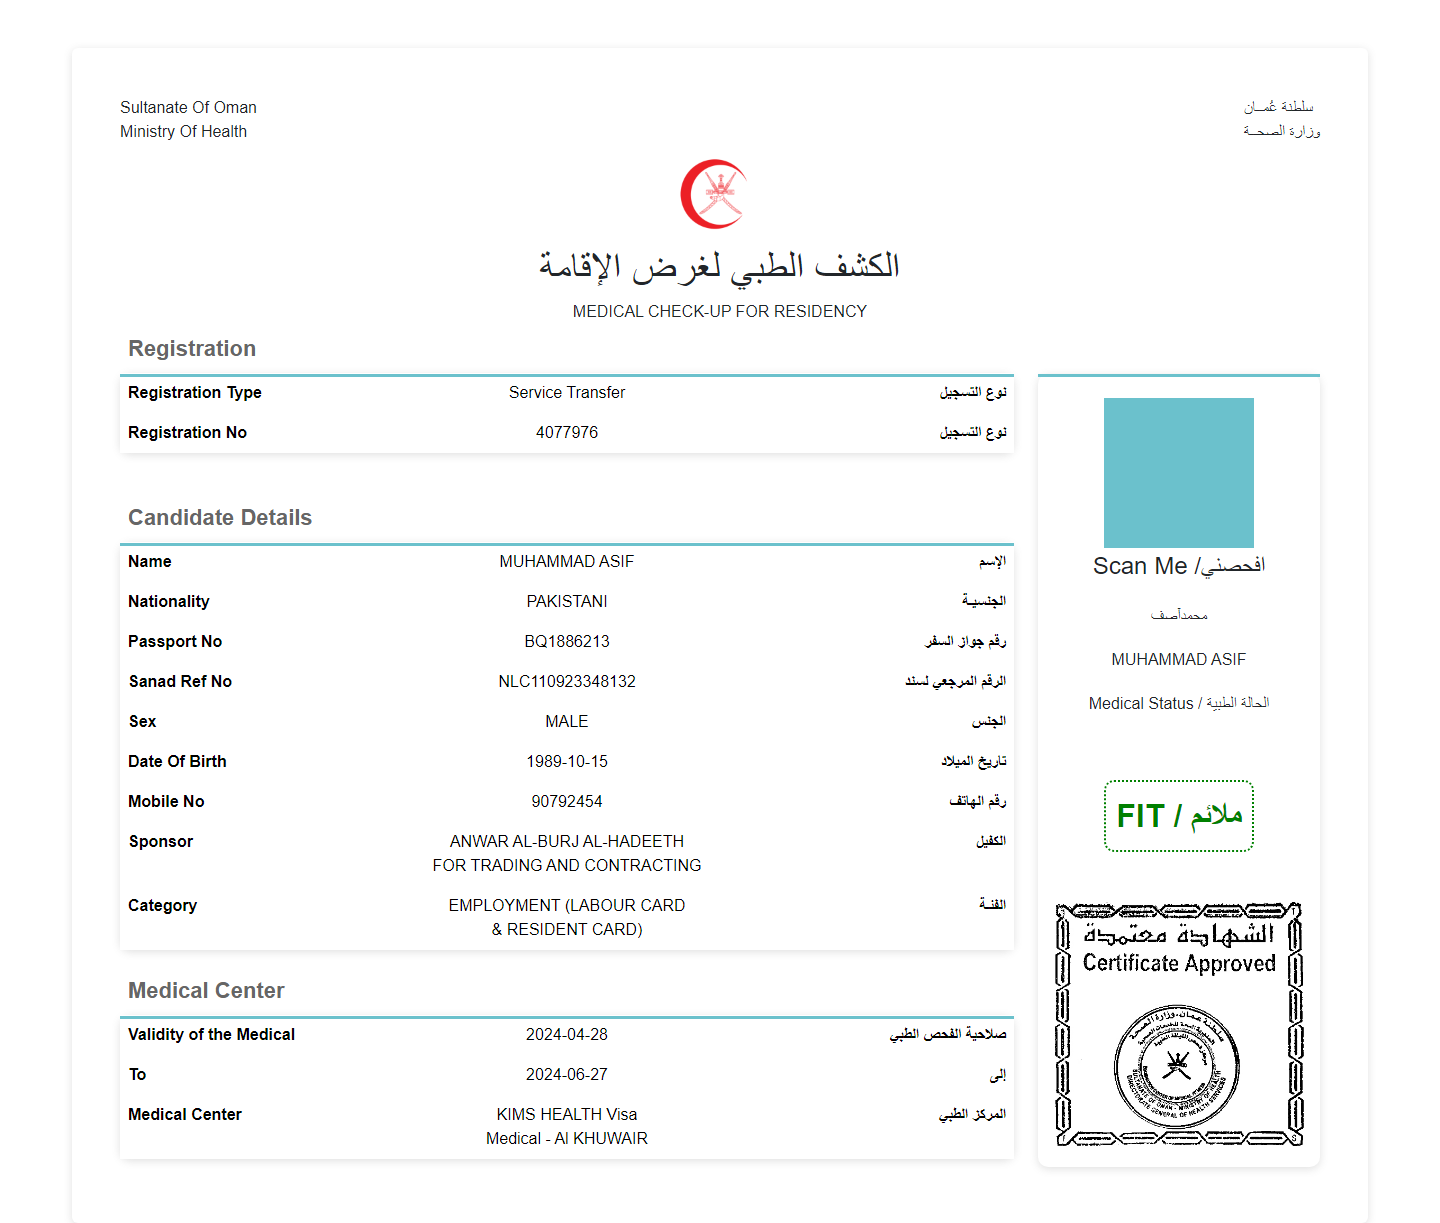 Sultanate Of Oman
Ministry Of Health
سلطنة عُمــان
وزارة الصحــة
الكشف الطبي لغرض الإقامة
MEDICAL CHECK-UP FOR RESIDENCY
Registration
Registration Type Service Transfer نوع التسجيل
Registration No 4077976 نوع التسجيل
Candidate Details
Name MUHAMMAD ASIF الإسم
Nationality PAKISTANI الجنسيـة
Passport No BQ1886213 رقم جواز السفر
Sanad Ref No NLC110923348132 الرقم المرجعي لسند
Sex MALE الجنس
Date Of Birth 1989-10-15 تاريخ الميلاد
Mobile No 90792454 رقم الهاتف
Sponsor ANWAR AL-BURJ AL-HADEETH الكفيل
FOR TRADING AND CONTRACTING
Category EMPLOYMENT (LABOUR CARD الفئـة
& RESIDENT CARD)
Medical Center
Validity of the Medical 2024-04-28 صلاحية الفحص الطبي
To 2024-06-27 إلى
Medical Center KIMS HEALTH Visa المركز الطبي
Medical - Al KHUWAIR
Scan Me /افحصني
محمدآصف
MUHAMMAD ASIF
Medical Status / الحالة الطبية
FIT / ملائم
الشهادة معتمدة
Certificate Approved
سلطنة عمان - وزارة الصحة
SULTANATE OF OMAN - MINISTRY OF HEALTH
DIRECTORATE GENERAL OF HEALTH SERVICES